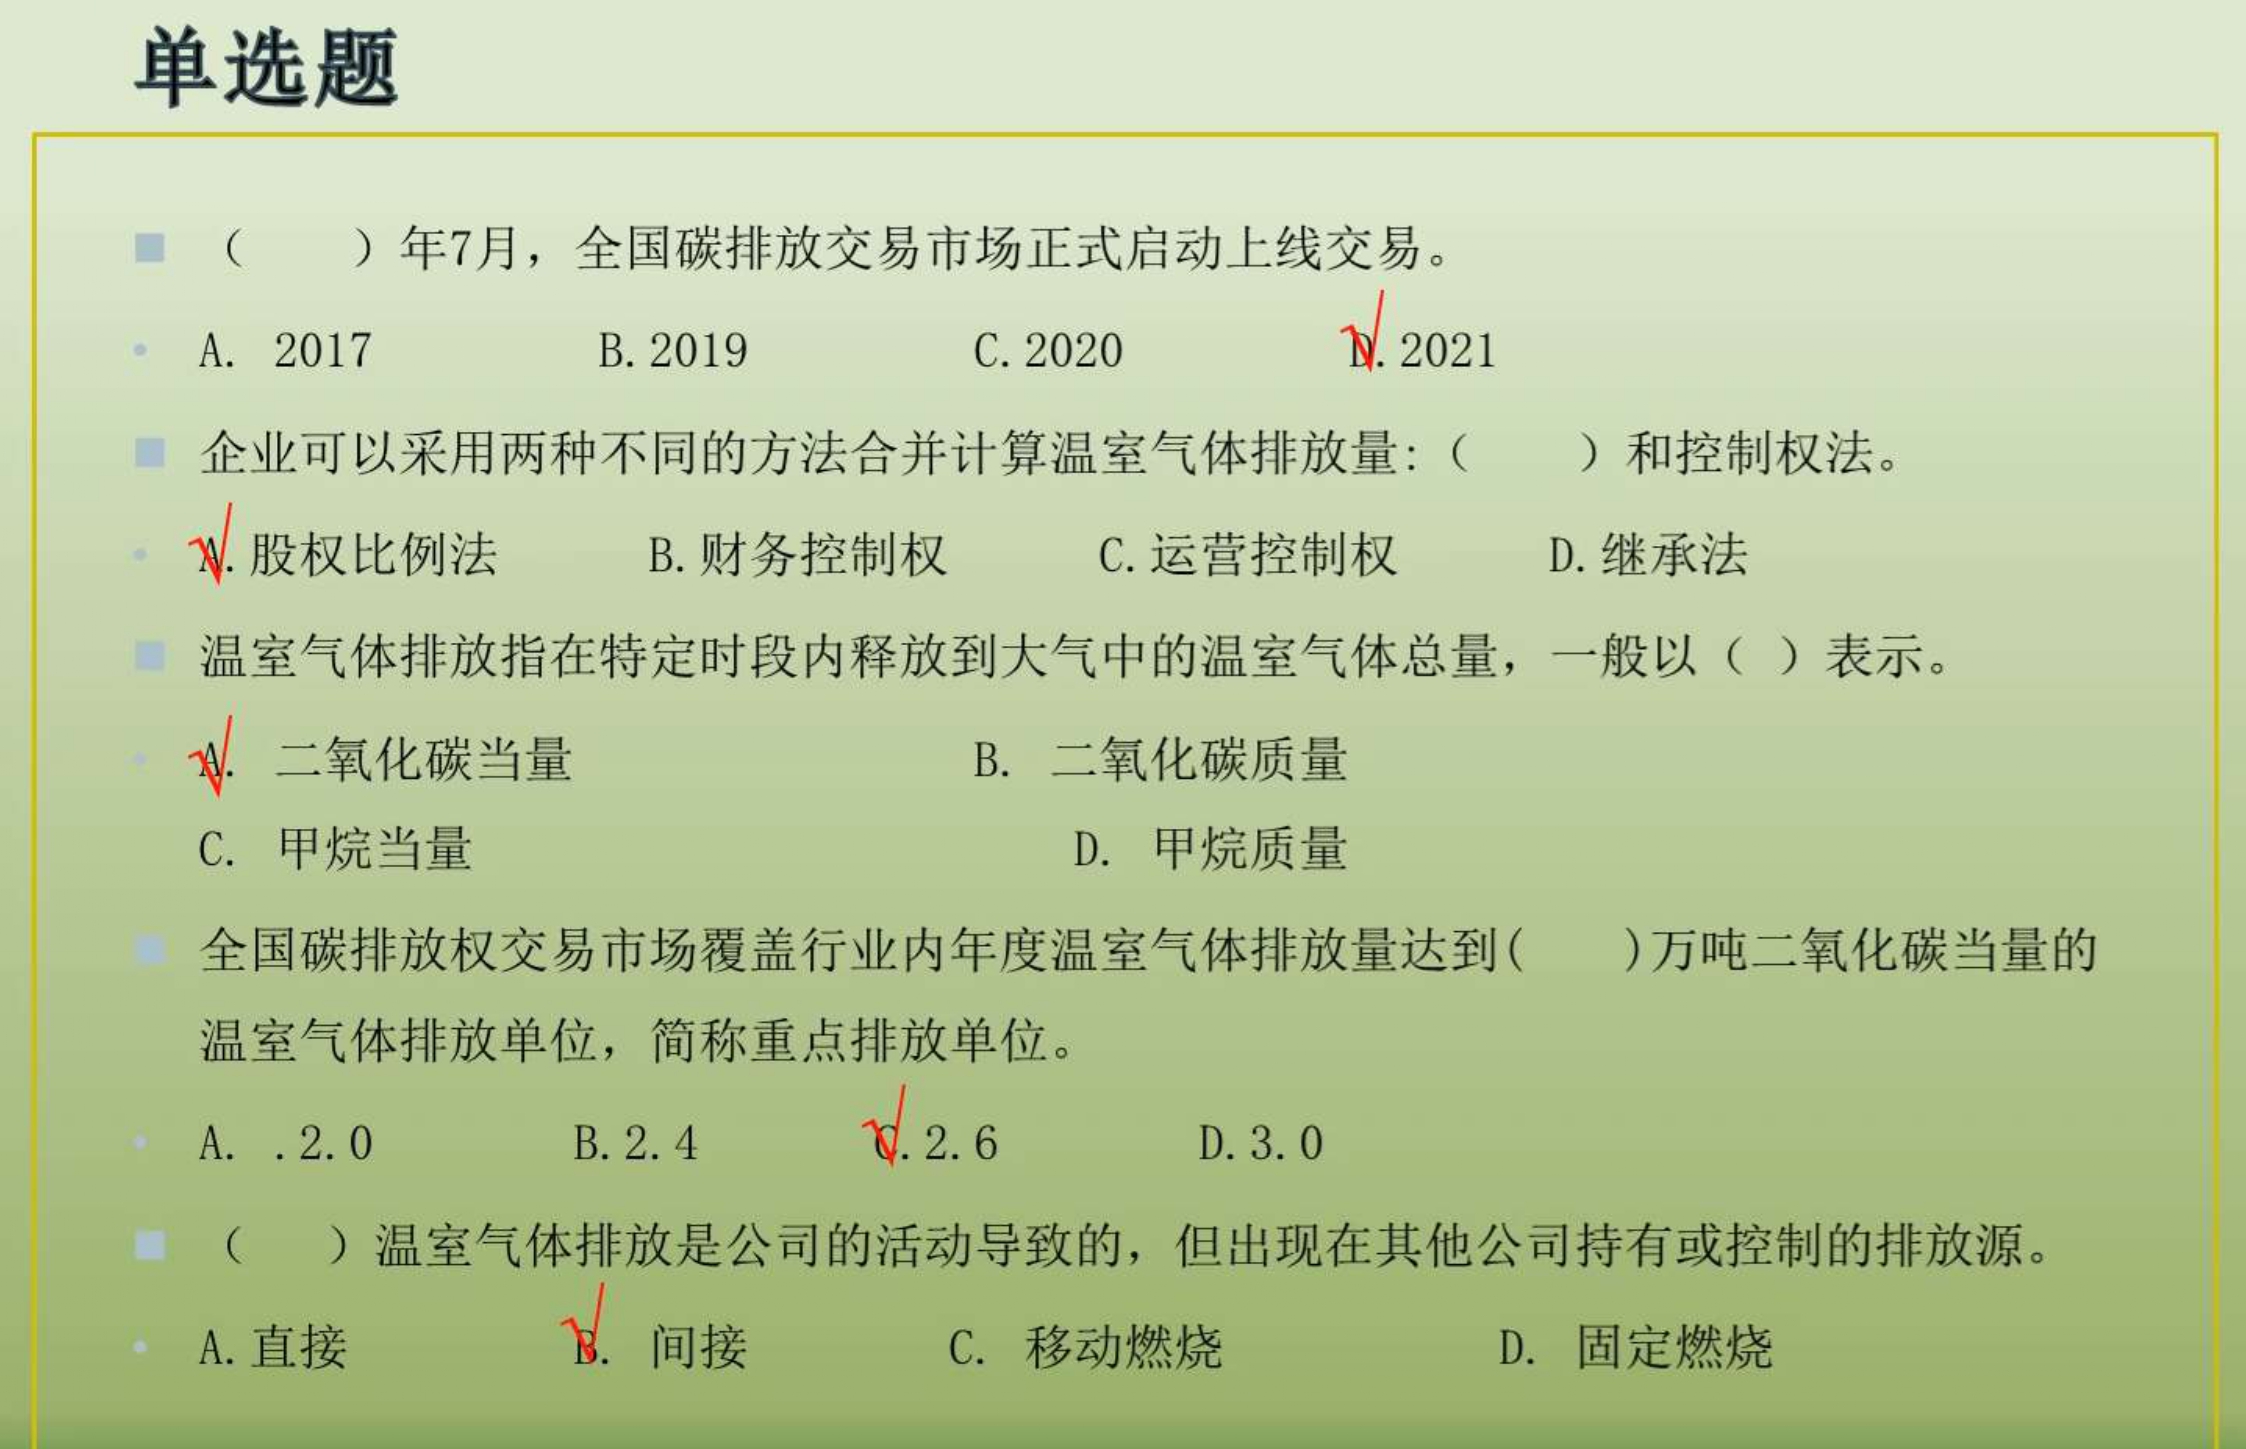 单选题
（    ）年7月，全国碳排放交易市场正式启动上线交易。
A. 2017 B.2019 C.2020 D.2021
企业可以采用两种不同的方法合并计算温室气体排放量:（    ）和控制权法。
A.股权比例法 B.财务控制权 C.运营控制权 D.继承法
温室气体排放指在特定时段内释放到大气中的温室气体总量，一般以（ ）表示。
A. 二氧化碳当量 B. 二氧化碳质量
C. 甲烷当量 D. 甲烷质量
全国碳排放权交易市场覆盖行业内年度温室气体排放量达到(    )万吨二氧化碳当量的
温室气体排放单位，简称重点排放单位。
A. .2.0 B.2.4 C.2.6 D.3.0
（   ）温室气体排放是公司的活动导致的，但出现在其他公司持有或控制的排放源。
A.直接 B. 间接 C. 移动燃烧 D. 固定燃烧